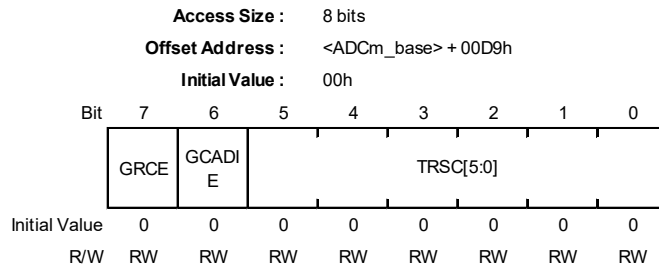 Access Size : 8 bits
Offset Address : <ADCm_base> + 00D9h
Initial Value : 00h
Bit 7 6 5 4 3 2 1 0
GRCE GCADI
E TRSC[5:0]
Initial Value 0 0 0 0 0 0 0 0
R/W RW RW RW RW RW RW RW RW